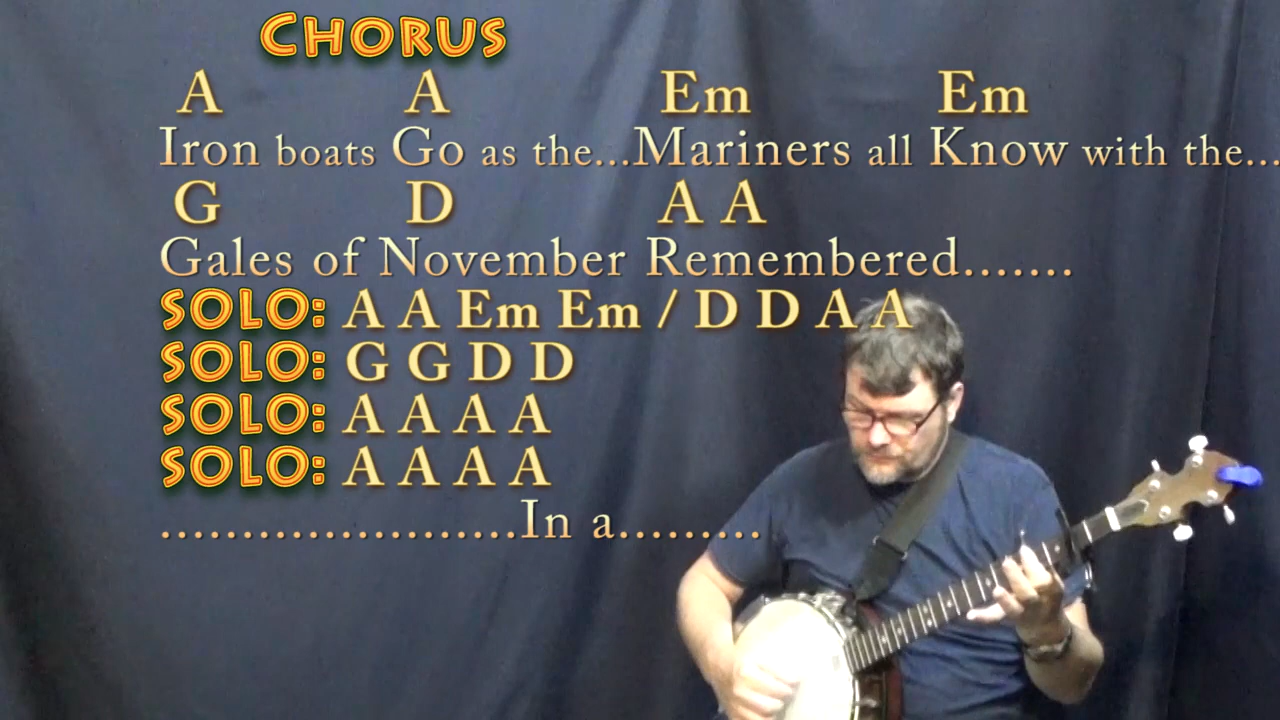 CHORUS
A A Em Em
Iron boats Go as the...Mariners all Know with the...
G D A A
Gales of November Remembered.......
SOLO: A A Em Em / D D A A
SOLO: G G D D
SOLO: A A A A
SOLO: A A A A
......................In a.........